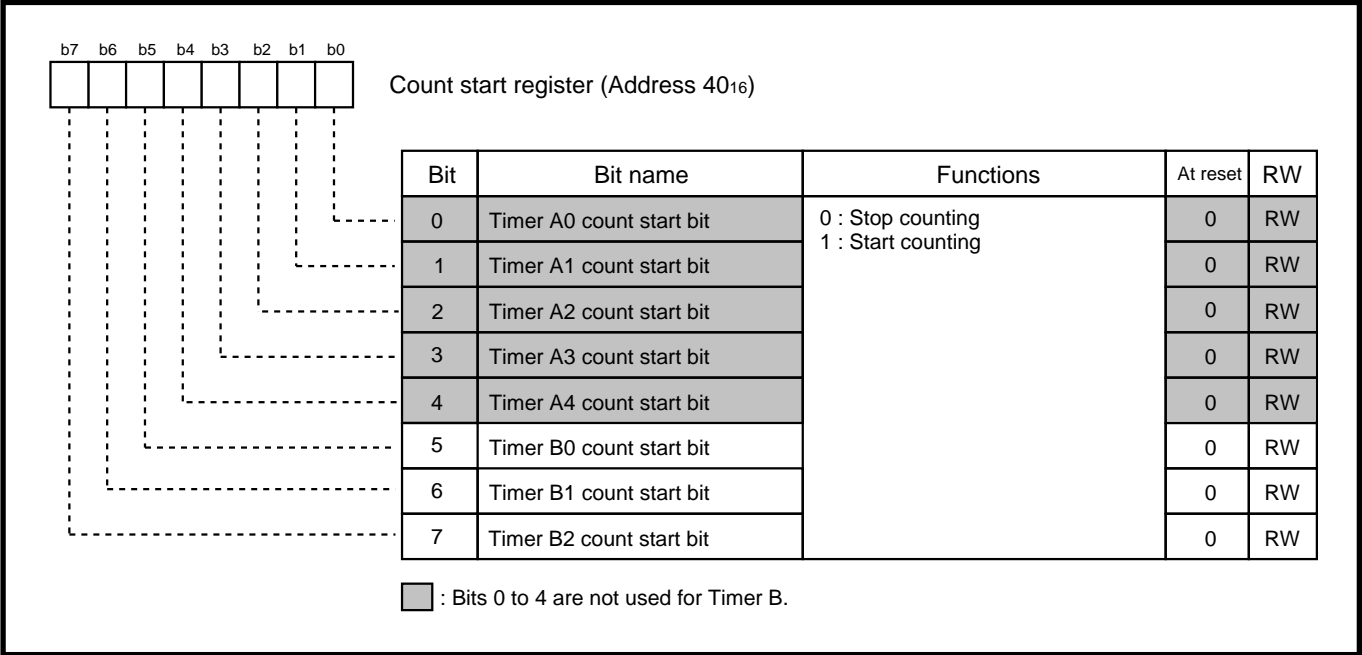 b7 b6 b5 b4 b3 b2 b1 b0
Count start register (Address 4016)
Bit Bit name Functions At reset RW
0 Timer A0 count start bit 0 : Stop counting 0 RW
1 : Start counting
1 Timer A1 count start bit 0 RW
2 Timer A2 count start bit 0 RW
3 Timer A3 count start bit 0 RW
4 Timer A4 count start bit 0 RW
5 Timer B0 count start bit 0 RW
6 Timer B1 count start bit 0 RW
7 Timer B2 count start bit 0 RW
: Bits 0 to 4 are not used for Timer B.